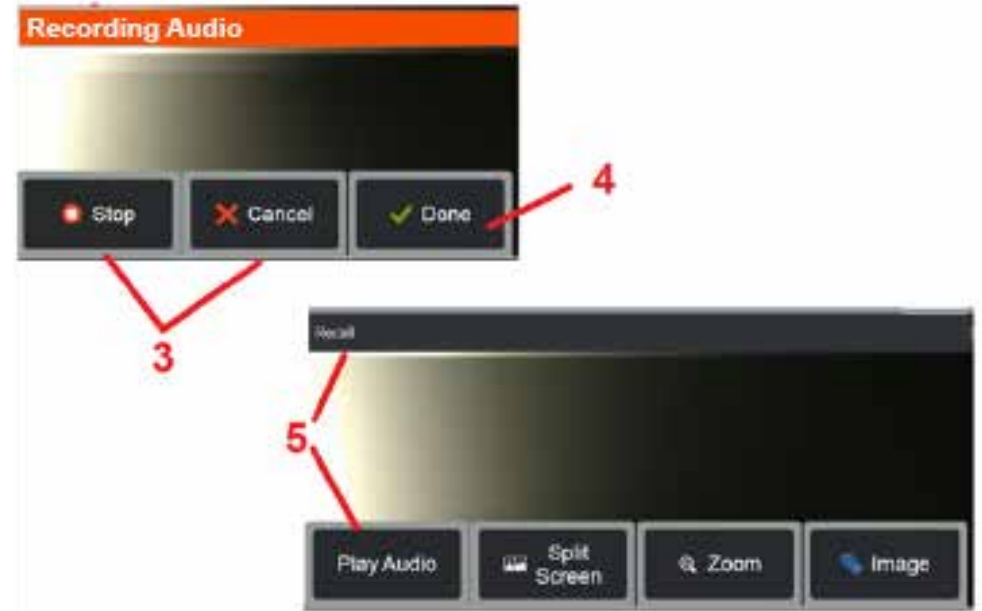 Recording Audio
Stop
Cancel
Done
4
3
Recall
5
Play Audio
Split
Screen
Zoom
Image